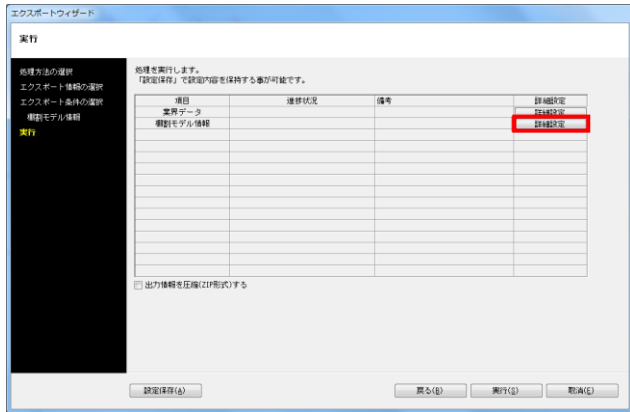 エクスポートウィザード
実行
処理方法の選択
エクスポート情報の選択
エクスポート条件の選択
棚割モデル情報
実行
処理を実行します。
「設定保存」で設定内容を保持する事が可能です。
項目 進捗状況 備考 詳細設定
業界データ 詳細設定
棚割モデル情報 詳細設定
出力情報を圧縮(ZIP形式)する
設定保存(A) 戻る(B) 実行(S) 取消(E)